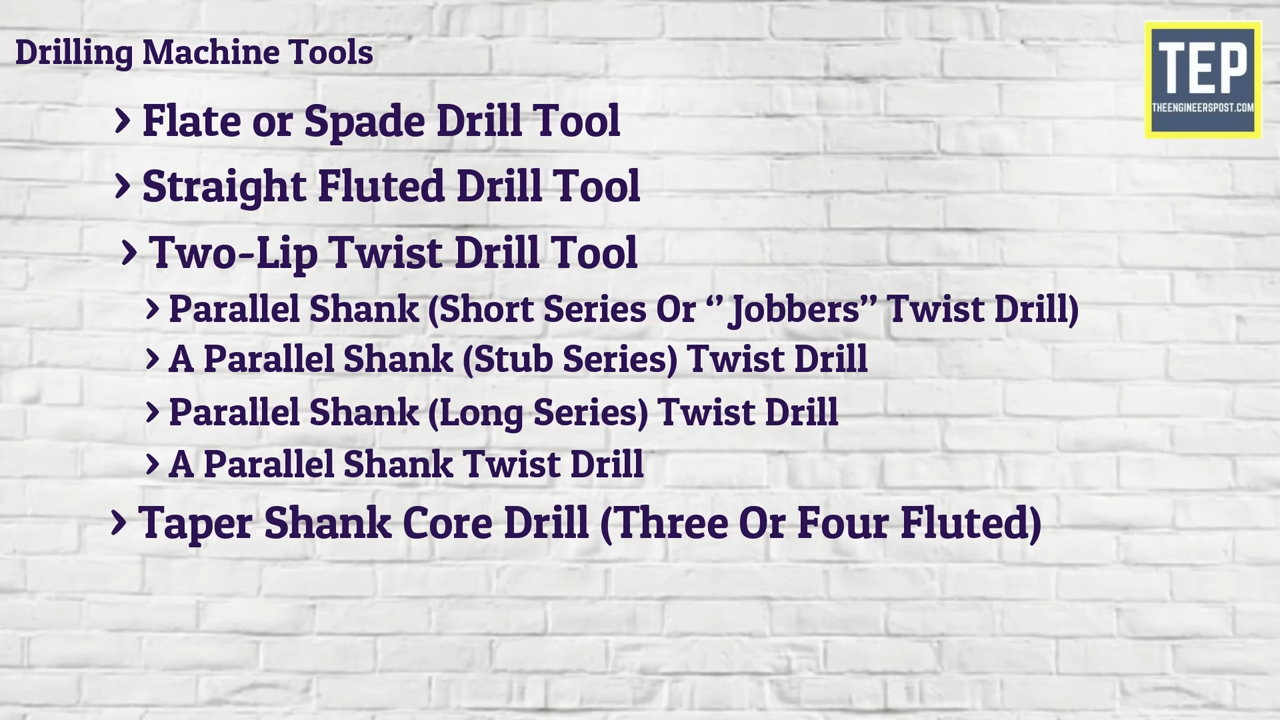 Drilling Machine Tools
TEP
THEENGINEERSPOST.COM
› Flate or Spade Drill Tool
› Straight Fluted Drill Tool
› Two-Lip Twist Drill Tool
› Parallel Shank (Short Series Or ‘’ Jobbers’’ Twist Drill)
› A Parallel Shank (Stub Series) Twist Drill
› Parallel Shank (Long Series) Twist Drill
› A Parallel Shank Twist Drill
› Taper Shank Core Drill (Three Or Four Fluted)